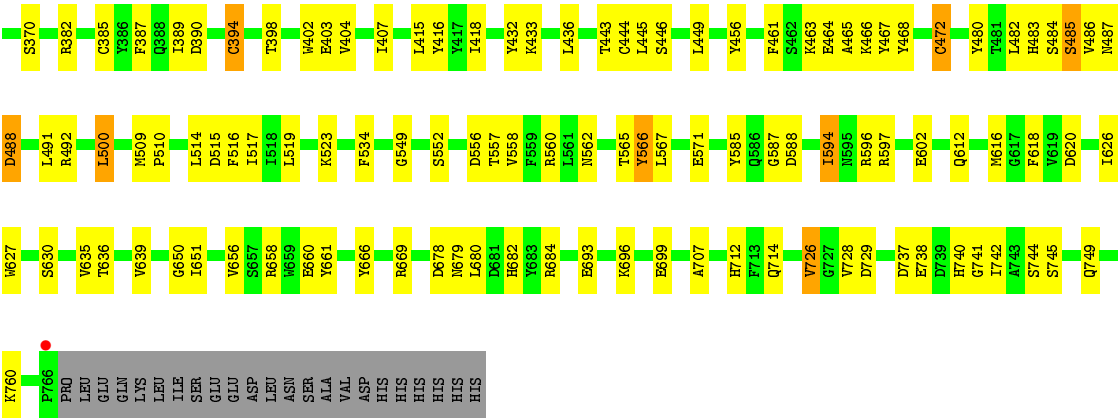 S370 R382 C385 Y386 F387 Q388 I389 D390 C394 T398 W402 E403 V404 I407 L415 Y416 Y417 I418 Y432 K433 L436 T443 C444 L445 S446 L449 Y456 F461 S462 K463 E464 A465 K466 Y467 Y468 C472 Y480 T481 L482 H483 S484 S485 V486 N487
D488 L491 R492 L500 M509 P510 L514 D515 F516 I517 I518 L519 K523 F534 G549 S552 D556 T557 V558 F559 R560 L561 N562 T565 Y566 L567 E571 Y585 Q586 G587 D588 I594 N595 R596 R597 E602 Q612 M616 G617 F618 V619 D620 I626
W627 S630 V635 T636 V639 G650 I651 V656 S657 R658 W659 E660 Y661 Y666 R669 D678 N679 L680 D681 H682 Y683 R684 E693 K696 E699 A707 H712 F713 Q714 V726 G727 V728 D729 D737 E738 D739 H740 G741 I742 A743 S744 S745 Q749
K760 P766 PRO LEU GLU GLN LYS LEU ILE SER GLU GLU ASP LEU ASN SER ALA VAL ASP HIS HIS HIS HIS HIS HIS